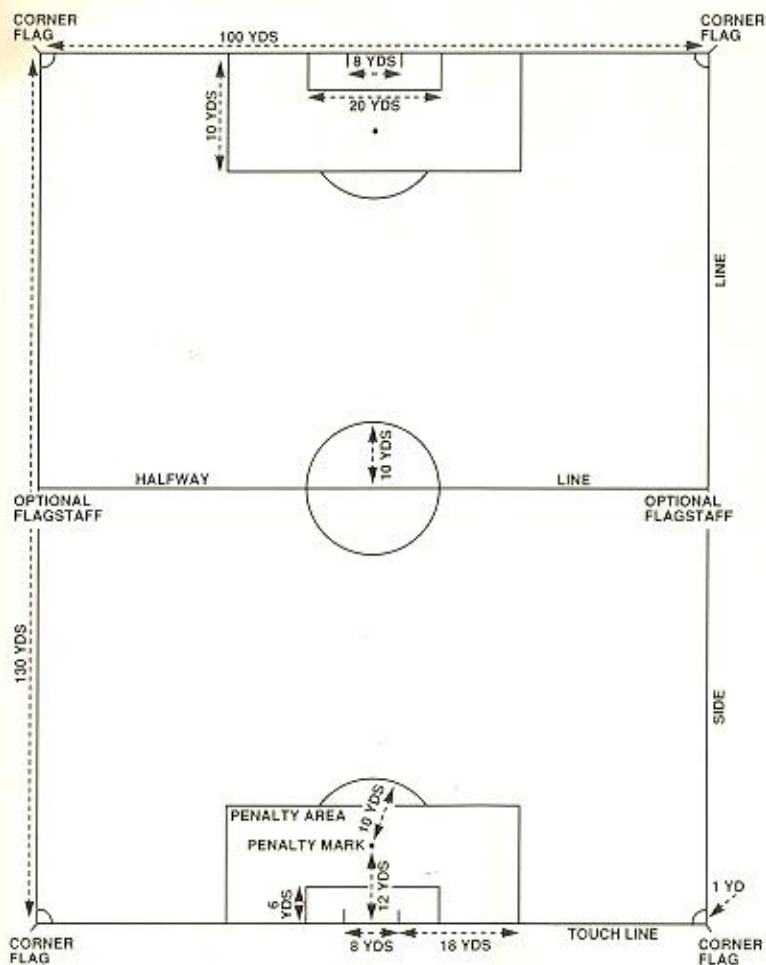 CORNER
FLAG
CORNER
FLAG
100 YDS
8 YDS
20 YDS
10 YDS
LINE
10 YDS
HALFWAY
LINE
OPTIONAL
FLAGSTAFF
OPTIONAL
FLAGSTAFF
130 YDS
SIDE
10 YDS
PENALTY AREA
PENALTY MARK
12 YDS
6
YDS
1 YD
8 YDS
18 YDS
TOUCH LINE
CORNER
FLAG
CORNER
FLAG